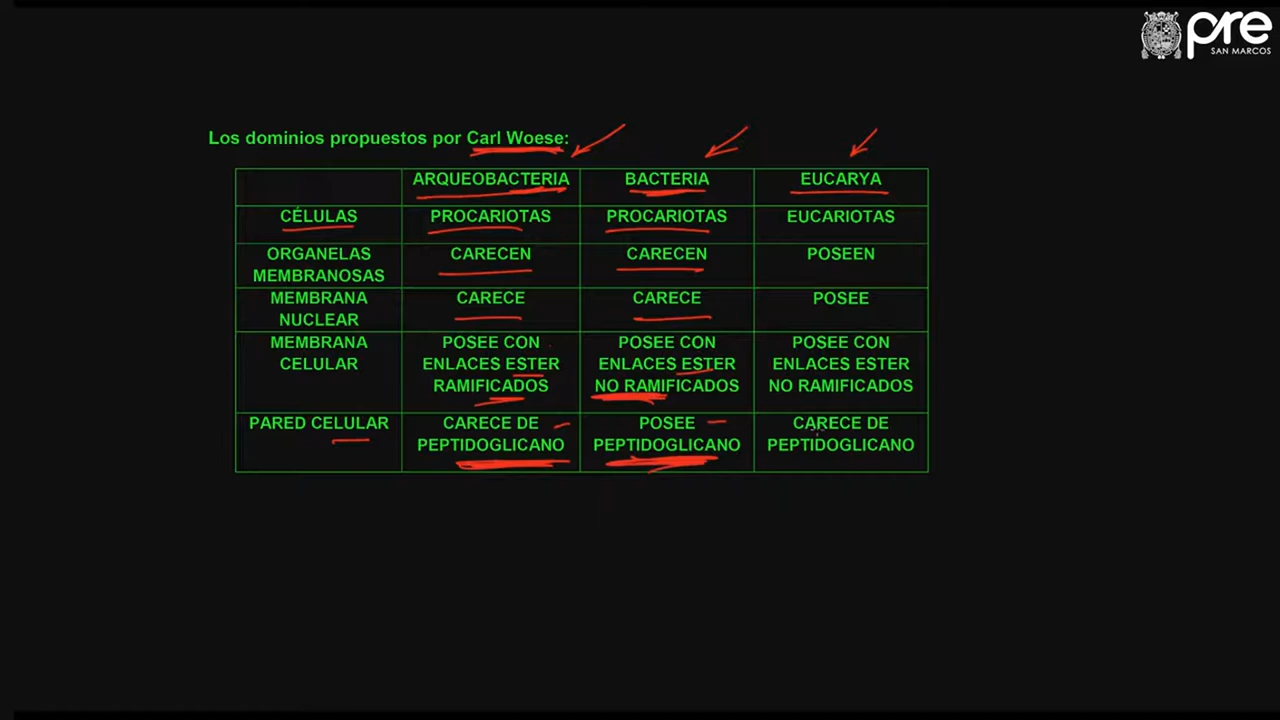 pre
SAN MARCOS
Los dominios propuestos por Carl Woese:
ARQUEOBACTERIA BACTERIA EUCARYA
CÉLULAS PROCARIOTAS PROCARIOTAS EUCARIOTAS
ORGANELAS CARECEN CARECEN POSEEN
MEMBRANOSAS
MEMBRANA CARECE CARECE POSEE
NUCLEAR
MEMBRANA POSEE CON POSEE CON POSEE CON
CELULAR ENLACES ESTER ENLACES ESTER ENLACES ESTER
RAMIFICADOS NO RAMIFICADOS NO RAMIFICADOS
PARED CELULAR CARECE DE POSEE CARECE DE
PEPTIDOGLICANO PEPTIDOGLICANO PEPTIDOGLICANO